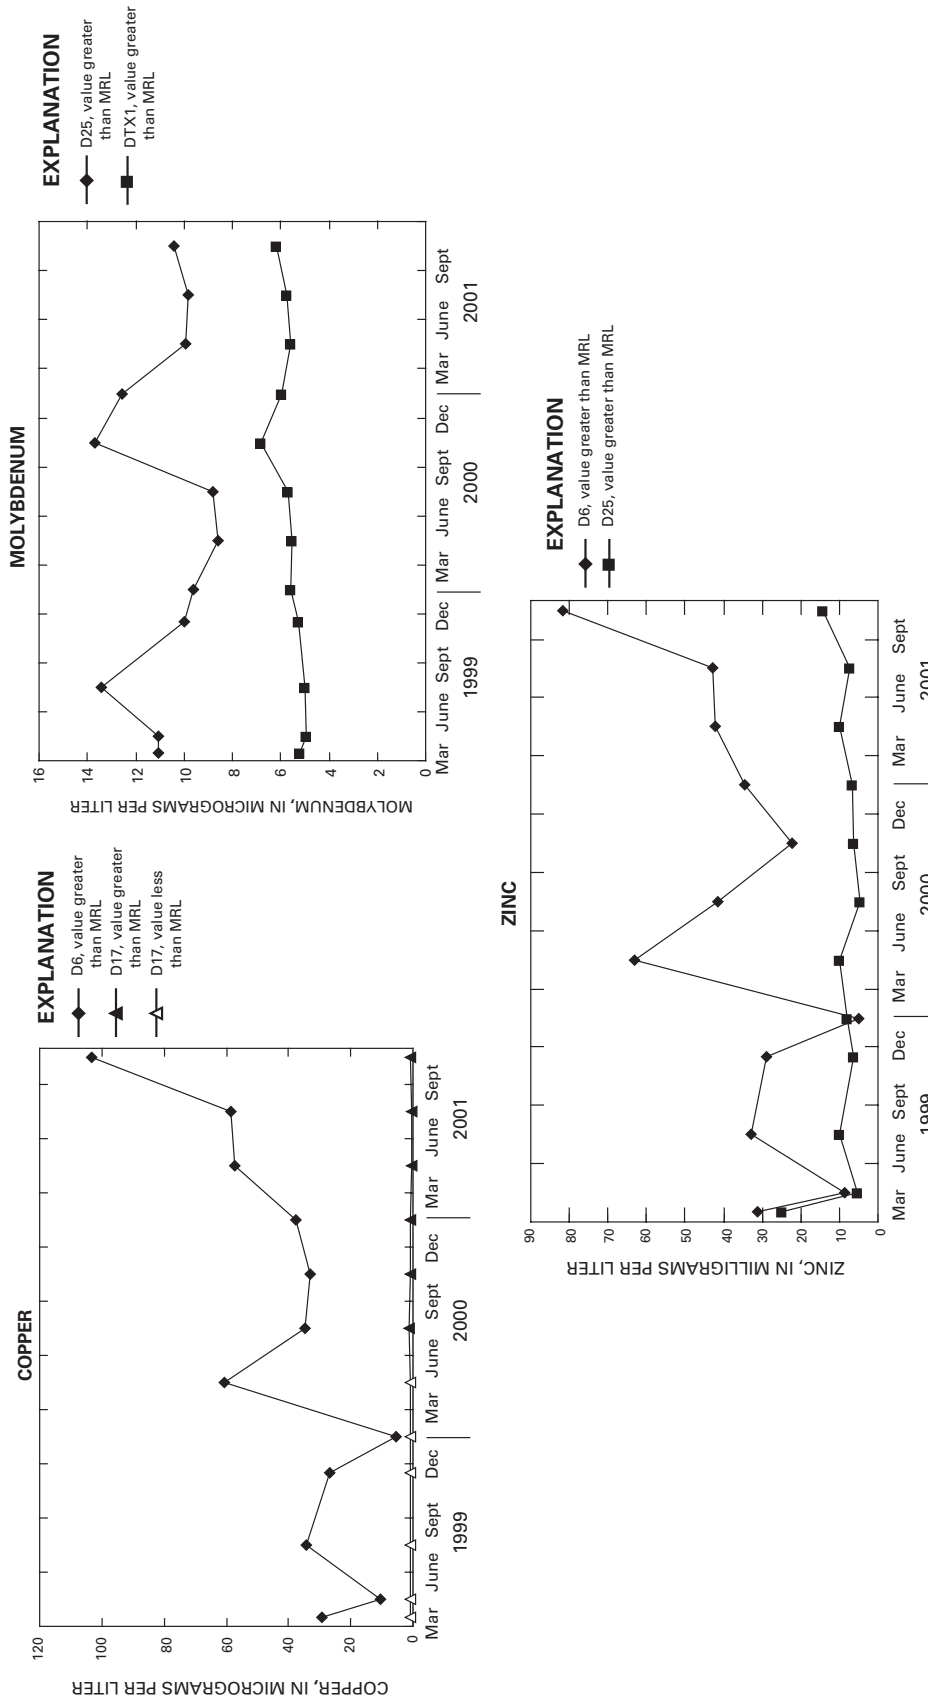 COPPER
COPPER, IN MICROGRAMS PER LITER
120
100
80
60
40
20
0
Mar June Sept Dec Mar June Sept Dec Mar June Sept
1999 2000 2001
EXPLANATION
D6, value greater
than MRL
D17, value greater
than MRL
D17, value less
than MRL
MOLYBDENUM
MOLYBDENUM, IN MICROGRAMS PER LITER
16
14
12
10
8
6
4
2
0
Mar June Sept Dec Mar June Sept Dec Mar June Sept
1999 2000 2001
EXPLANATION
D25, value greater
than MRL
DTX1, value greater
than MRL
ZINC
ZINC, IN MILLIGRAMS PER LITER
90
80
70
60
50
40
30
20
10
0
Mar June Sept Dec Mar June Sept Dec Mar June Sept
1999 2000 2001
EXPLANATION
D6, value greater than MRL
D25, value greater than MRL